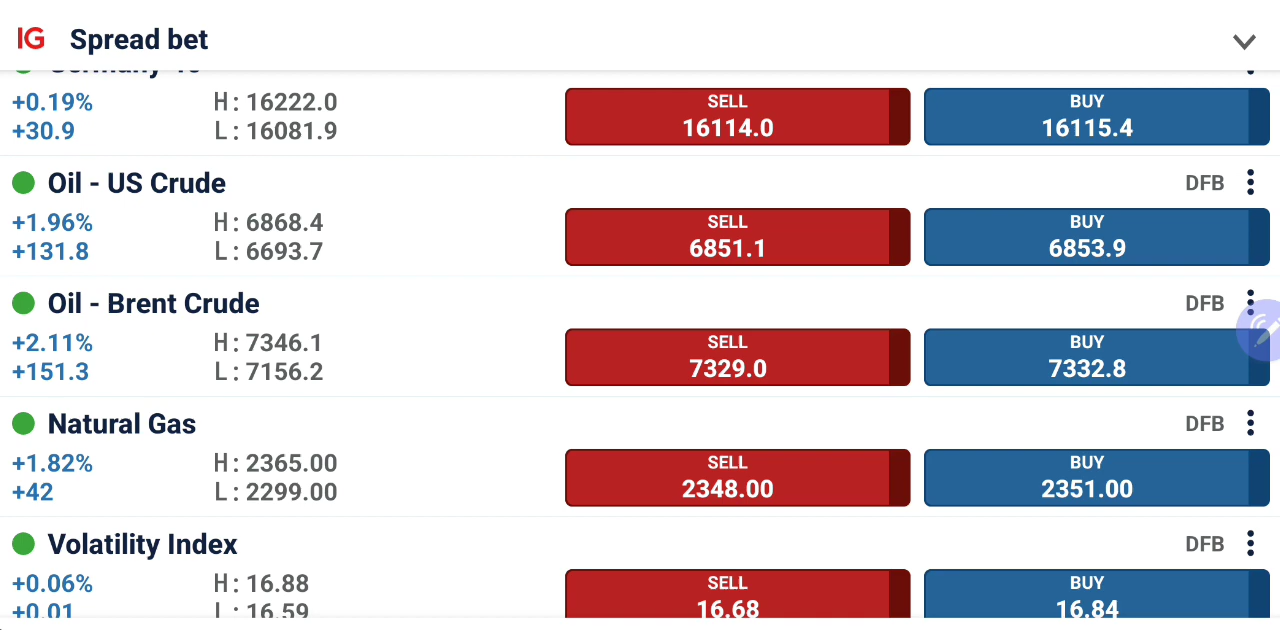 IG Spread bet
+0.19% H: 16222.0 SELL BUY
+30.9 L: 16081.9 16114.0 16115.4
Oil - US Crude DFB
+1.96% H: 6868.4 SELL BUY
+131.8 L: 6693.7 6851.1 6853.9
Oil - Brent Crude DFB
+2.11% H: 7346.1 SELL BUY
+151.3 L: 7156.2 7329.0 7332.8
Natural Gas DFB
+1.82% H: 2365.00 SELL BUY
+42 L: 2299.00 2348.00 2351.00
Volatility Index DFB
+0.06% H: 16.88 SELL BUY
+0.01 L: 16.59 16.68 16.84